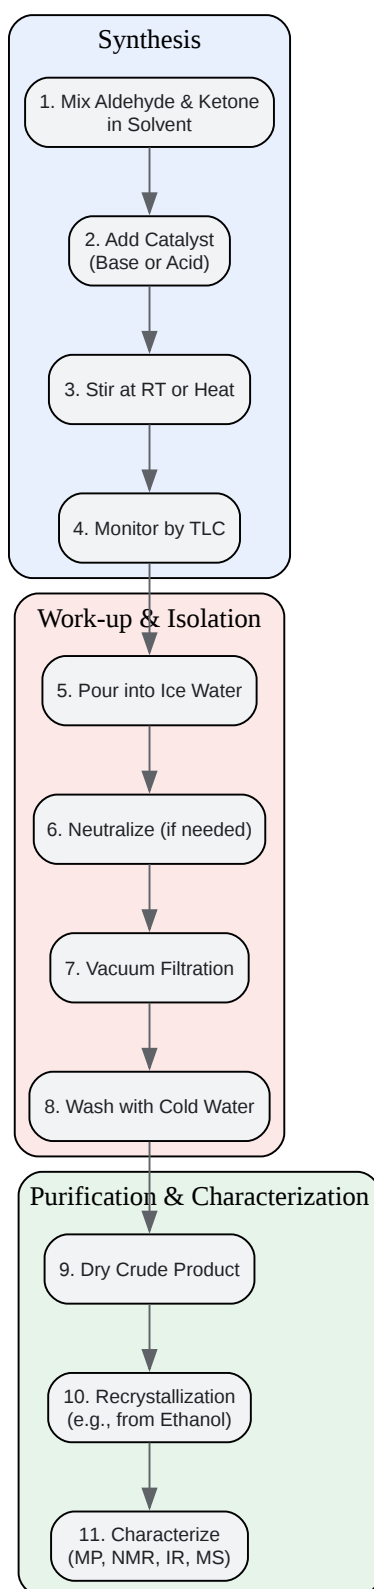 Synthesis
1. Mix Aldehyde & Ketone
in Solvent
2. Add Catalyst
(Base or Acid)
3. Stir at RT or Heat
4. Monitor by TLC
Work-up & Isolation
5. Pour into Ice Water
6. Neutralize (if needed)
7. Vacuum Filtration
8. Wash with Cold Water
Purification & Characterization
9. Dry Crude Product
10. Recrystallization
(e.g., from Ethanol)
11. Characterize
(MP, NMR, IR, MS)